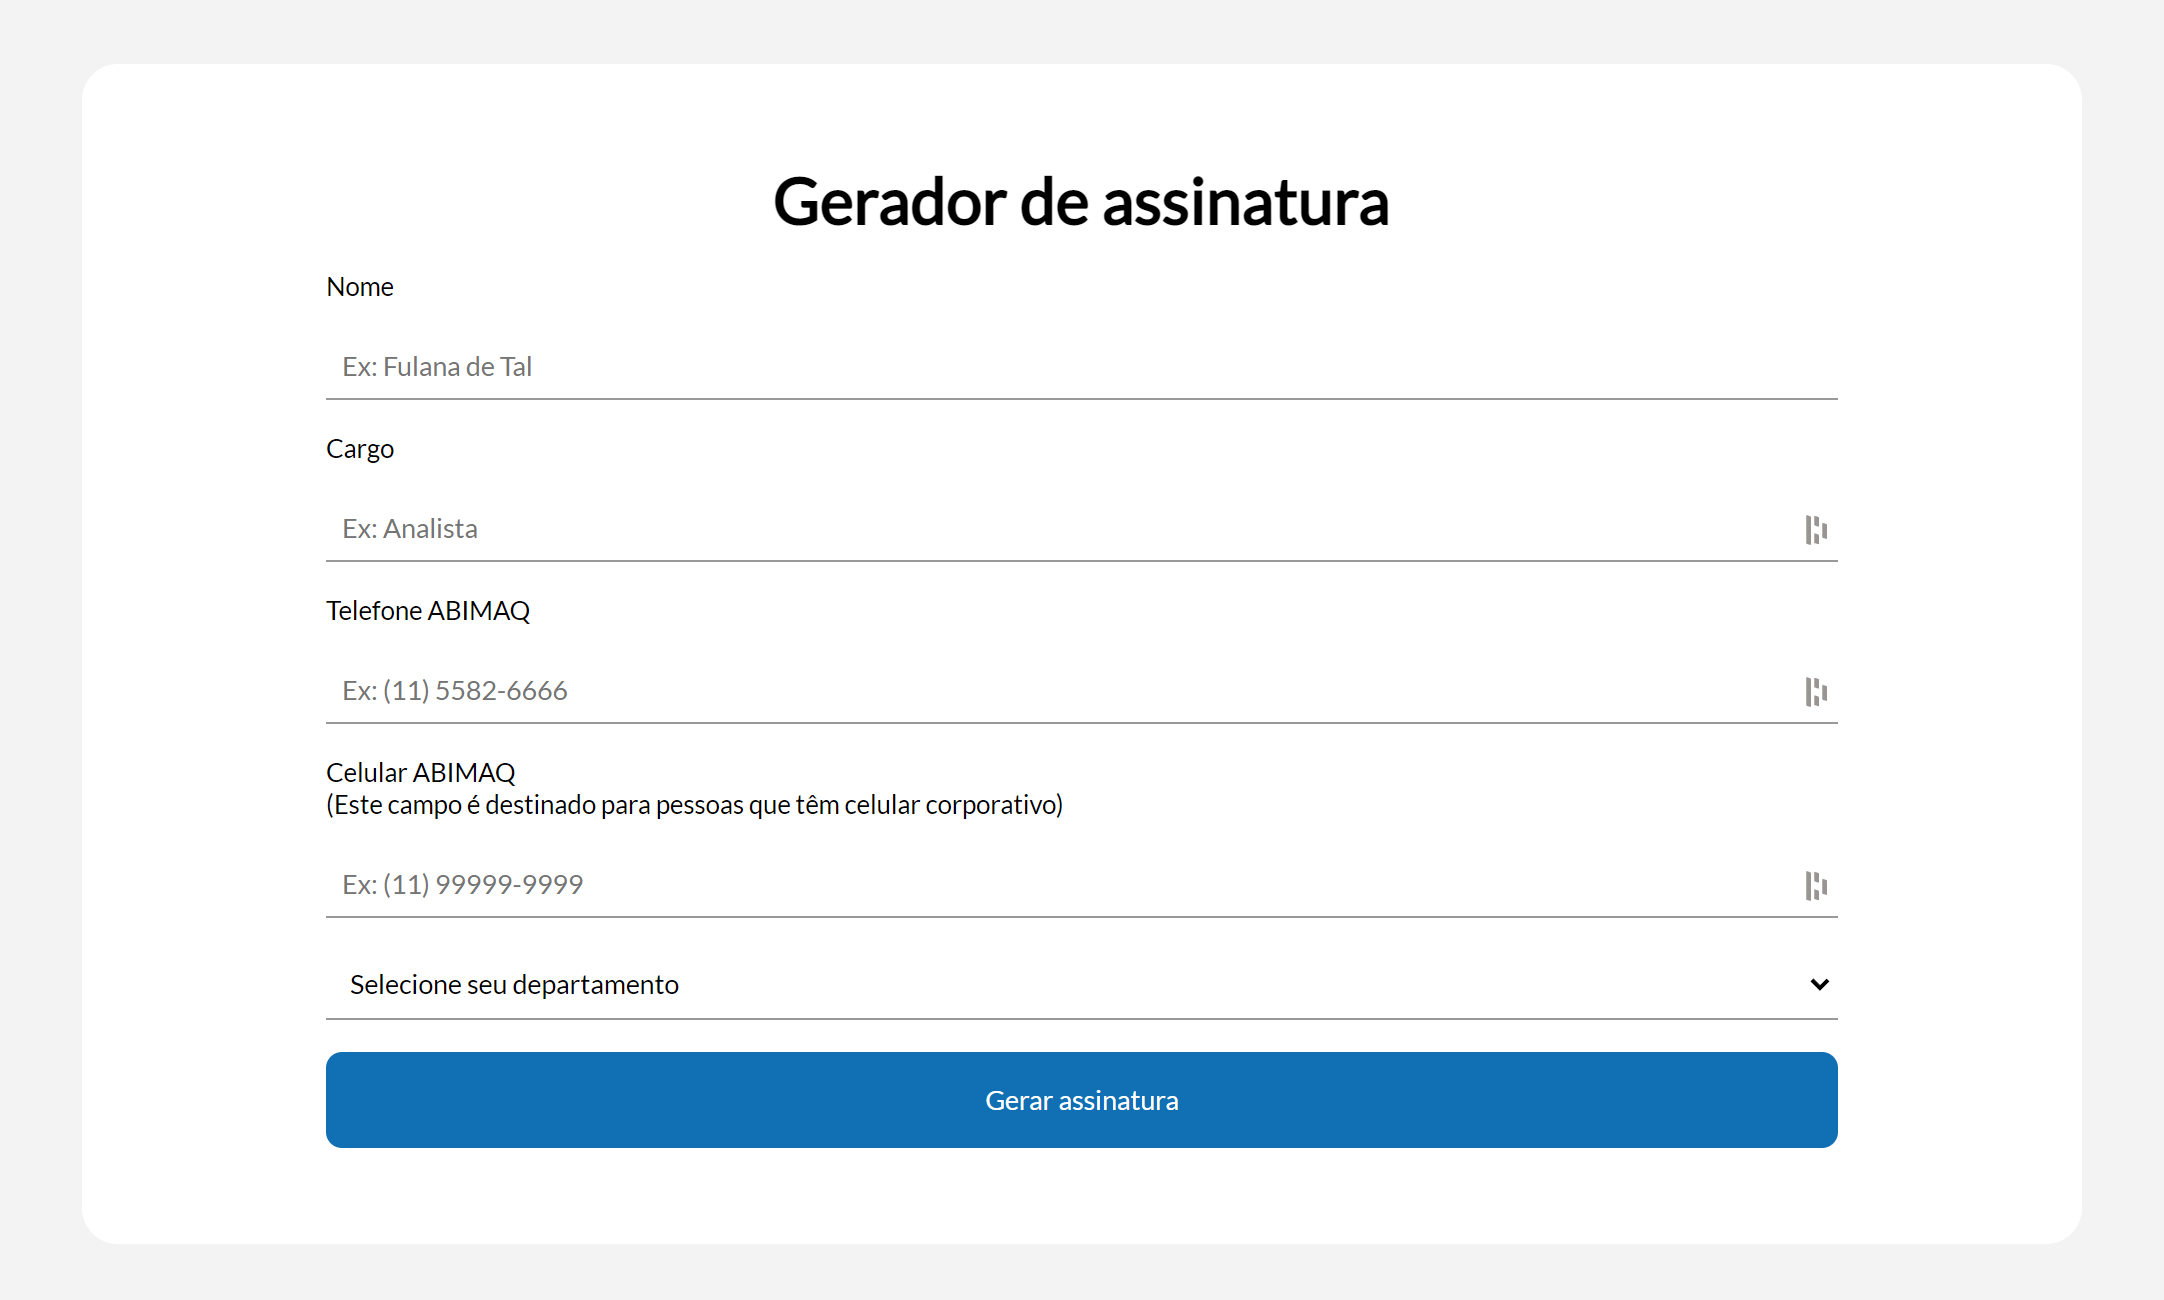 Gerador de assinatura
Nome
Ex: Fulana de Tal
Cargo
Ex: Analista
Telefone ABIMAQ
Ex: (11) 5582-6666
Celular ABIMAQ
(Este campo é destinado para pessoas que têm celular corporativo)
Ex: (11) 99999-9999
Selecione seu departamento
Gerar assinatura